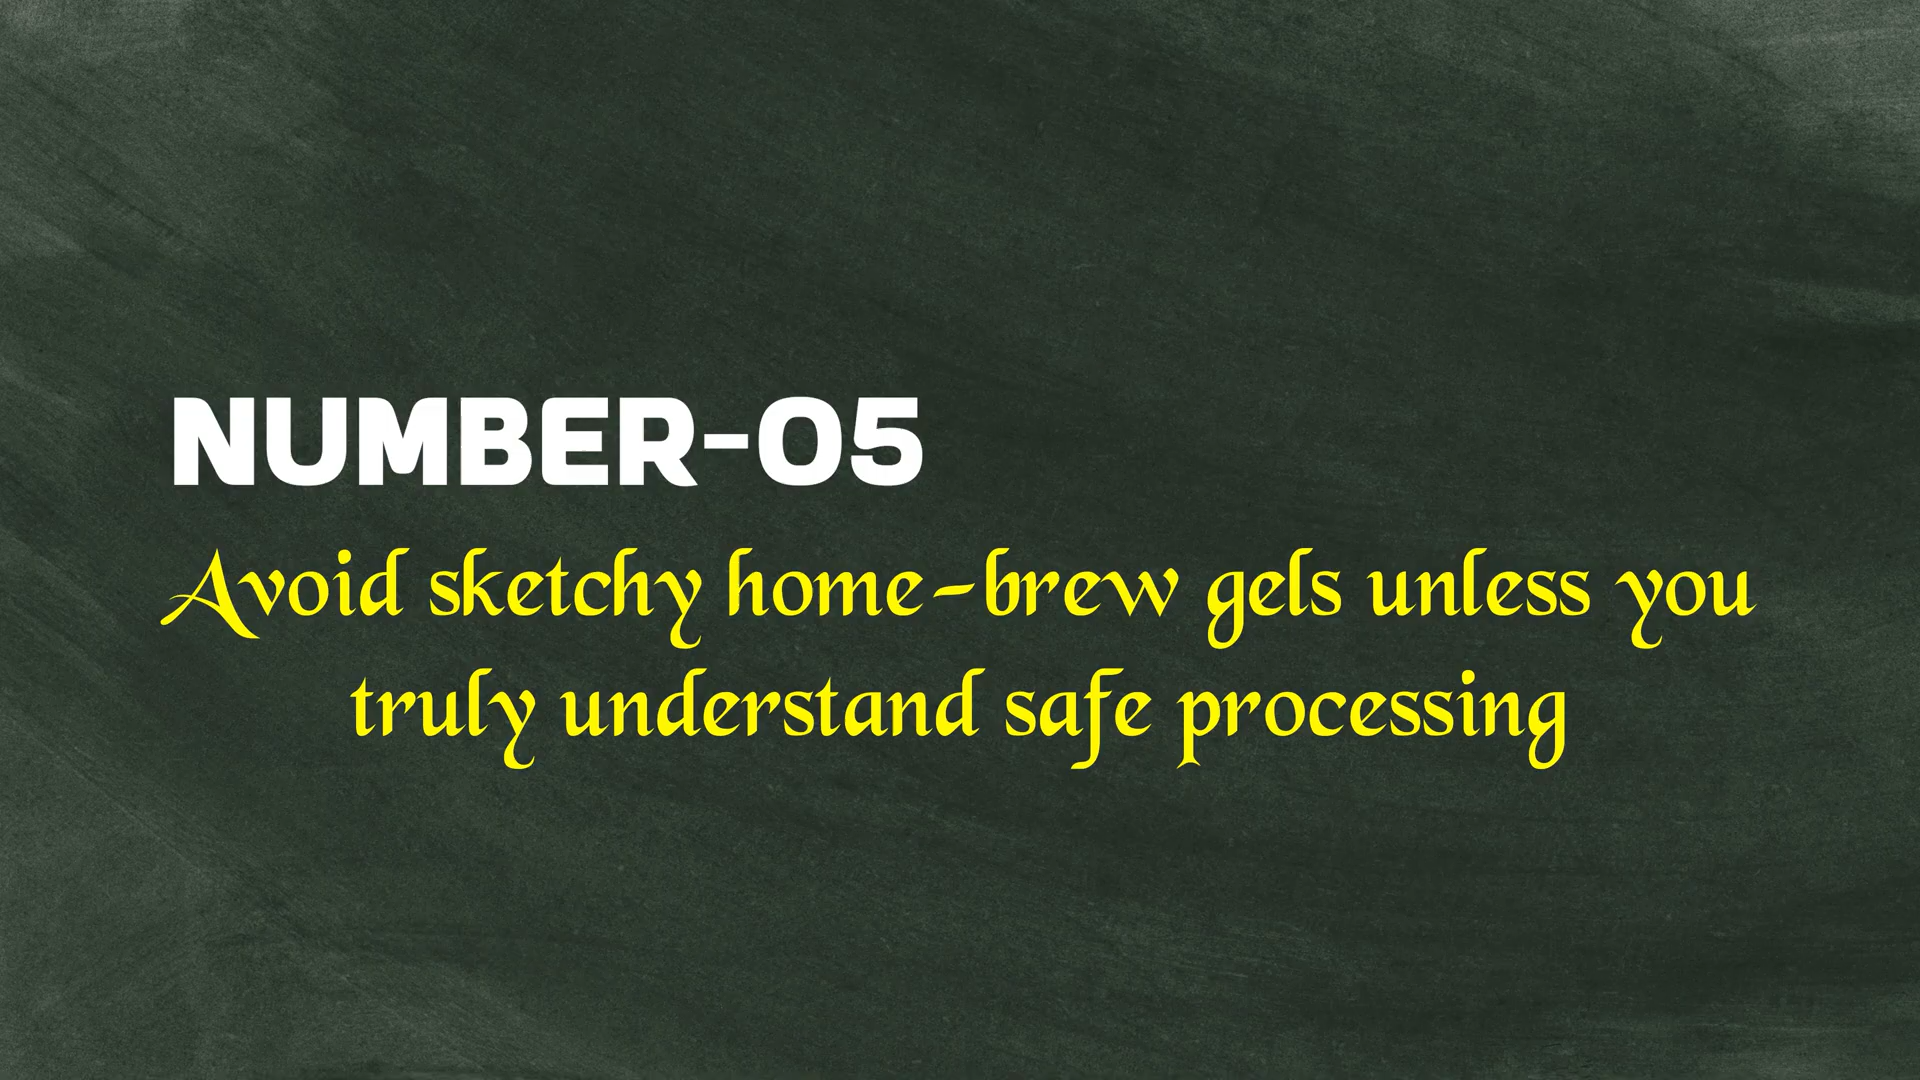 NUMBER-05
Avoid sketchy home-brew gels unless you
truly understand safe processing